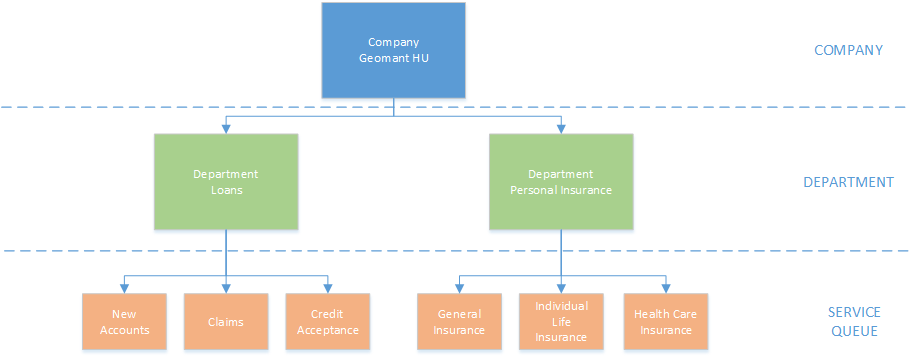 Company
Geomant HU
COMPANY
Department
Loans
Department
Personal Insurance
DEPARTMENT
New
Accounts
Claims
Credit
Acceptance
General
Insurance
Individual
Life
Insurance
Health Care
Insurance
SERVICE
QUEUE